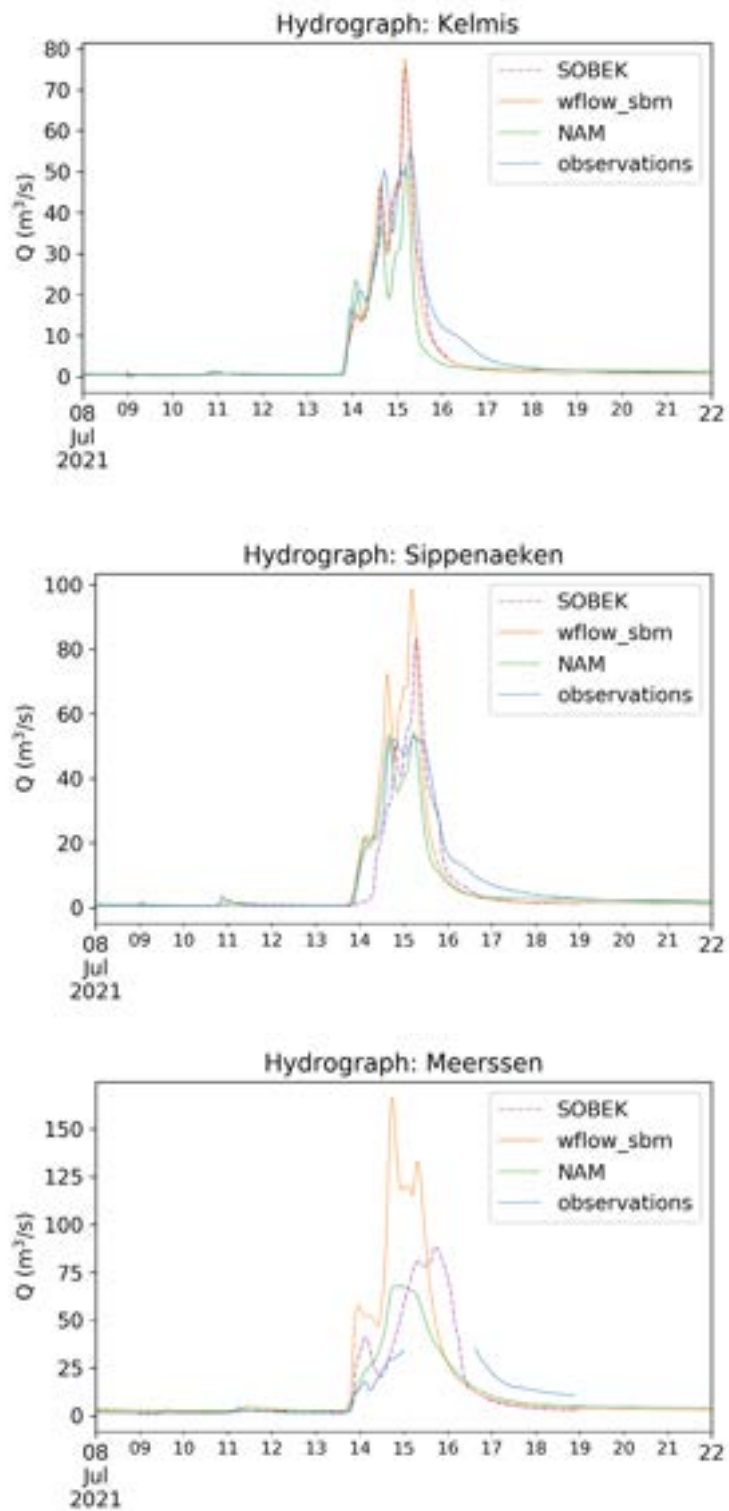 Hydrograph: Kelmis
80
70
60
50
40
30
20
10
0
Q (m³/s)
SOBEK
wflow_sbm
NAM
observations
08 09 10 11 12 13 14 15 16 17 18 19 20 21 22
Jul
2021
Hydrograph: Sippenaeken
100
80
60
40
20
0
Q (m³/s)
SOBEK
wflow_sbm
NAM
observations
08 09 10 11 12 13 14 15 16 17 18 19 20 21 22
Jul
2021
Hydrograph: Meerssen
150
125
100
75
50
25
0
Q (m³/s)
SOBEK
wflow_sbm
NAM
observations
08 09 10 11 12 13 14 15 16 17 18 19 20 21 22
Jul
2021